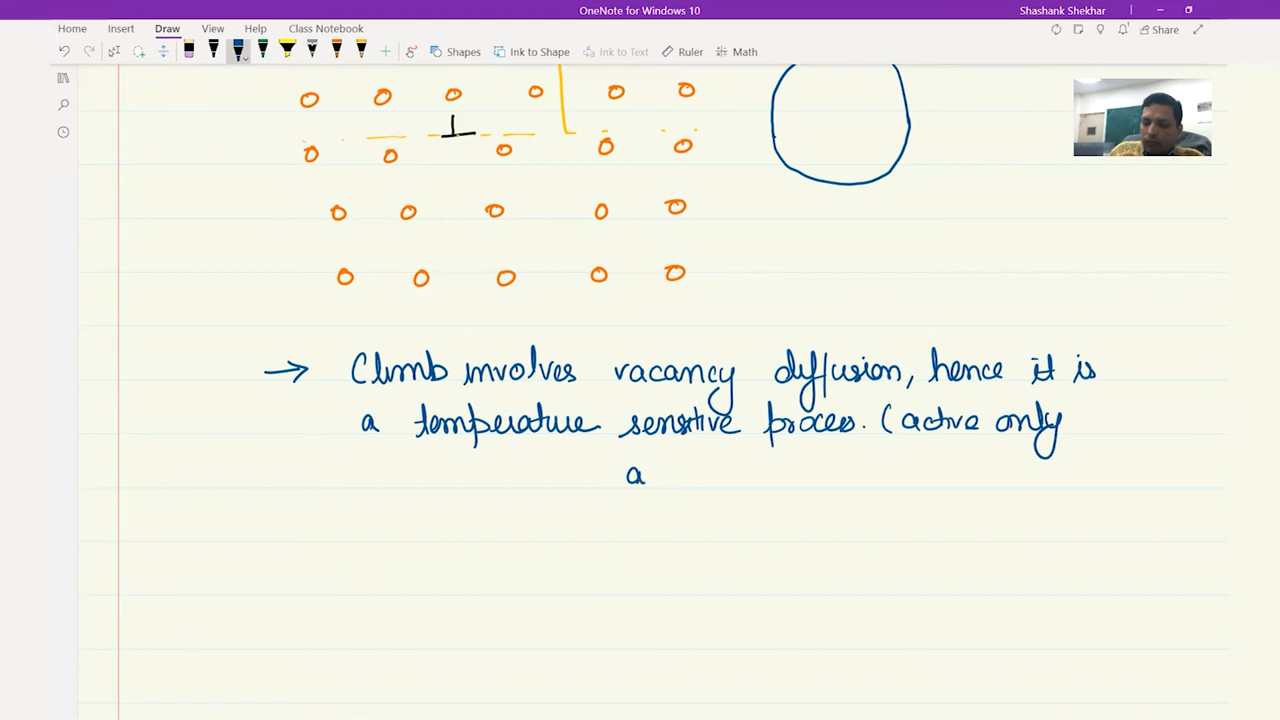 OneNote for Windows 10
Shashank Shekhar
Home Insert Draw View Help Class Notebook
Share
Shapes Ink to Shape Ink to Text Ruler Math
→ Climb involves vacancy diffusion, hence it is
a temperature sensitive process. (active only
a